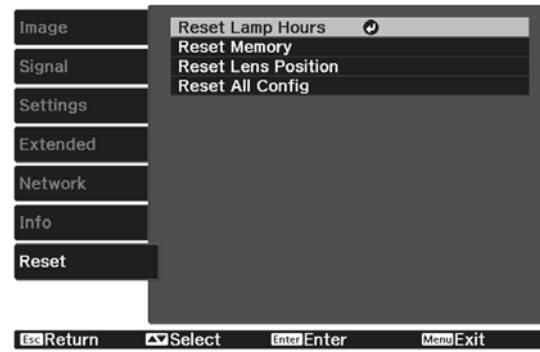 Image
Signal
Settings
Extended
Network
Info
Reset
Reset Lamp Hours
Reset Memory
Reset Lens Position
Reset All Config
Esc Return Select Enter Enter Menu Exit